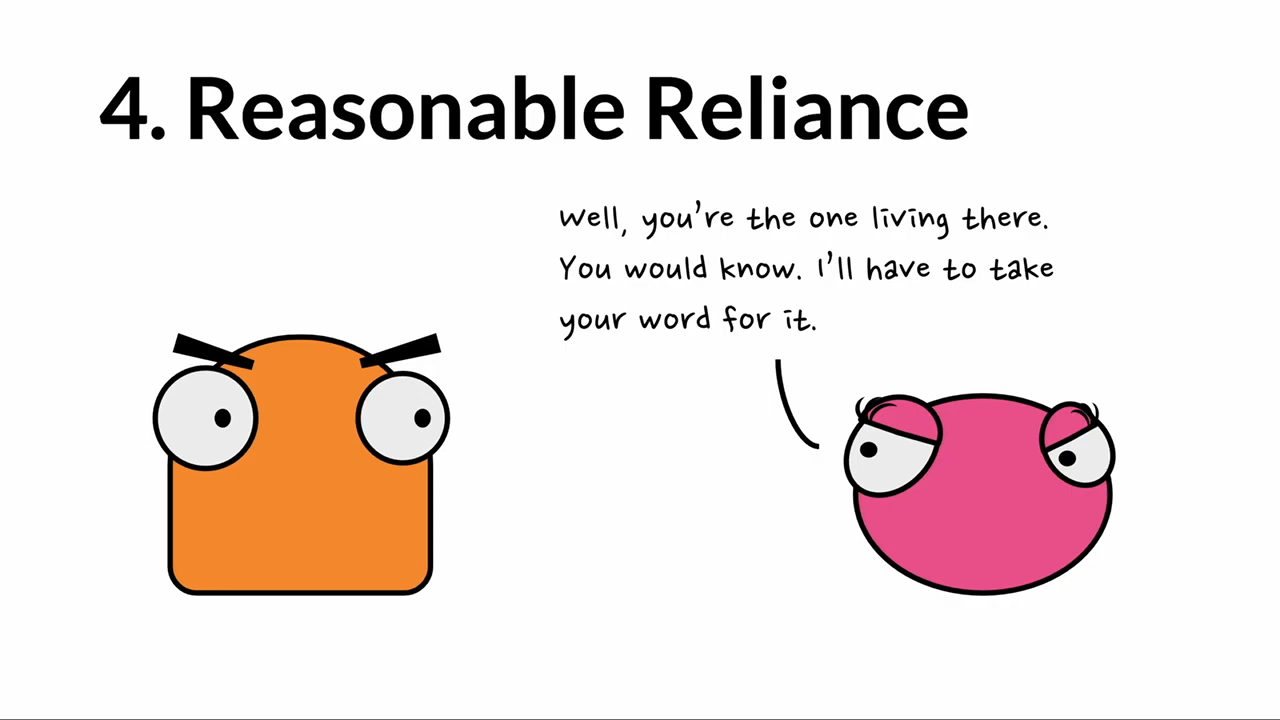 4. Reasonable Reliance
Well, you're the one living there.
You would know. I'll have to take
your word for it.